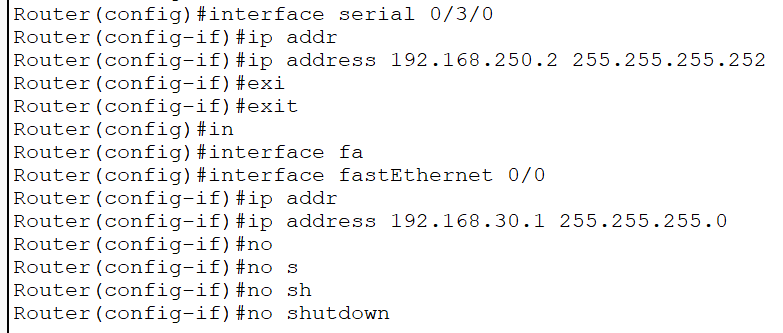 Router(config)#interface serial 0/3/0
Router(config-if)#ip addr
Router(config-if)#ip address 192.168.250.2 255.255.255.252
Router(config-if)#exi
Router(config-if)#exit
Router(config)#in
Router(config)#interface fa
Router(config)#interface fastEthernet 0/0
Router(config-if)#ip addr
Router(config-if)#ip address 192.168.30.1 255.255.255.0
Router(config-if)#no
Router(config-if)#no s
Router(config-if)#no sh
Router(config-if)#no shutdown